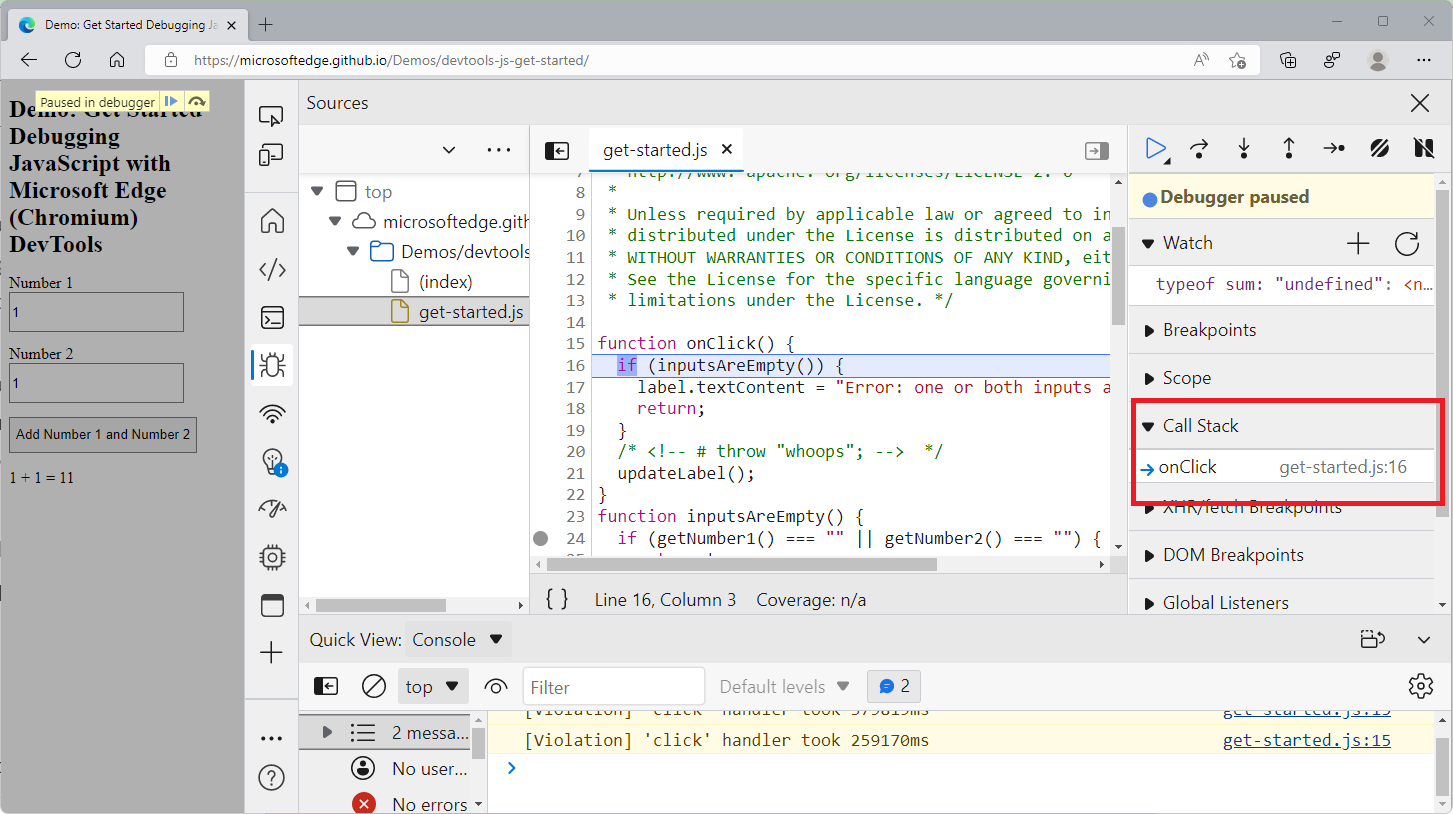 Demo: Get Started Debugging Ja
https://microsoftedge.github.io/Demos/devtools-js-get-started/
Paused in debugger
Demo: Get Started
Debugging
JavaScript with
Microsoft Edge
(Chromium)
DevTools
Number 1
1
Number 2
1
Add Number 1 and Number 2
1 + 1 = 11
Sources
top
microsoftedge.gith
Demos/devtools
(index)
get-started.js
get-started.js
7 * http://www. apache. org/licenses/LICENSE-2. 0
8 *
9 * Unless required by applicable law or agreed to in
10 * distributed under the License is distributed on a
11 * WITHOUT WARRANTIES OR CONDITIONS OF ANY KIND, eit
12 * See the License for the specific language governi
13 * limitations under the License. */
14
15 function onClick() {
16 if (inputsAreEmpty()) {
17 label.textContent = "Error: one or both inputs a
18 return;
19 }
20 /* <!-- # throw "whoops"; --> */
21 updateLabel();
22 }
23 function inputsAreEmpty() {
24 if (getNumber1() === "" || getNumber2() === "") {
{ } Line 16, Column 3 Coverage: n/a
Debugger paused
Watch
typeof sum: "undefined": <n…
Breakpoints
Scope
Call Stack
onClick get-started.js:16
XHR/fetch Breakpoints
DOM Breakpoints
Global Listeners
Quick View: Console
top Filter Default levels 2
2 messa…
No user…
No errors
[Violation] 'click' handler took 379819ms get-started.js:15
[Violation] 'click' handler took 259170ms get-started.js:15